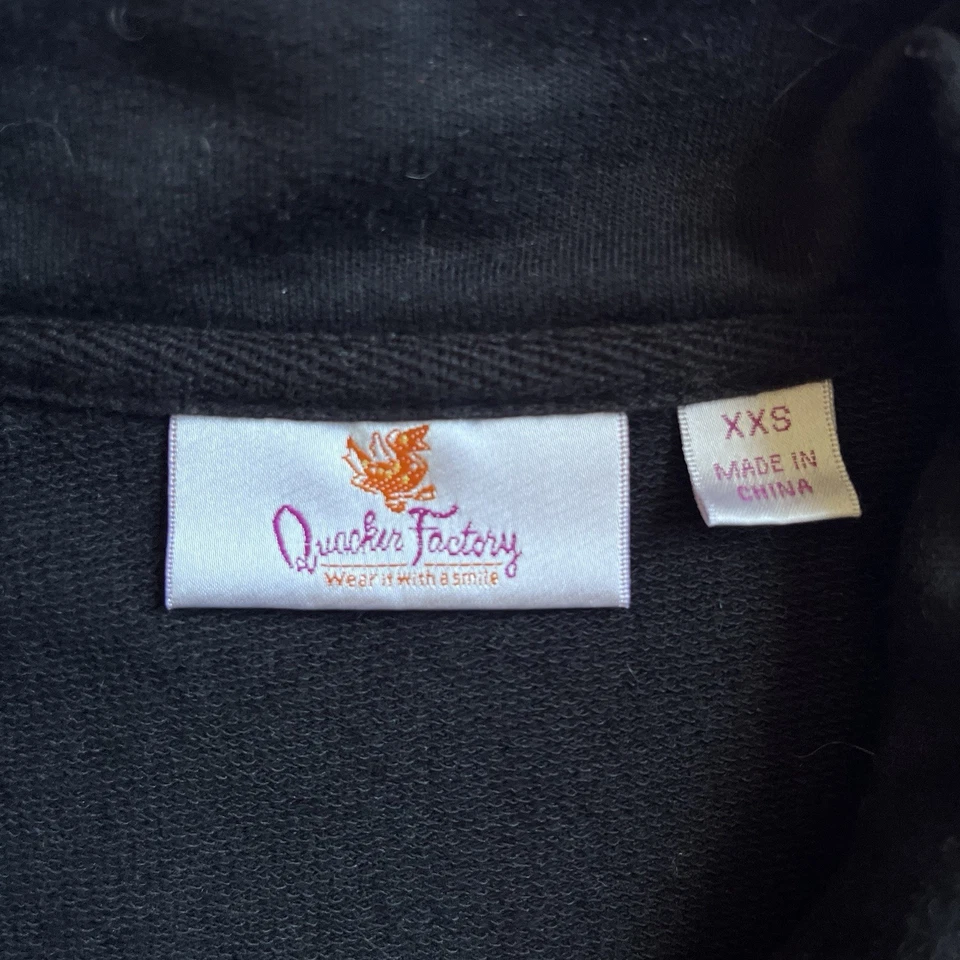 Quacker Factory
Wear it with a smile
XXS
MADE IN
CHINA